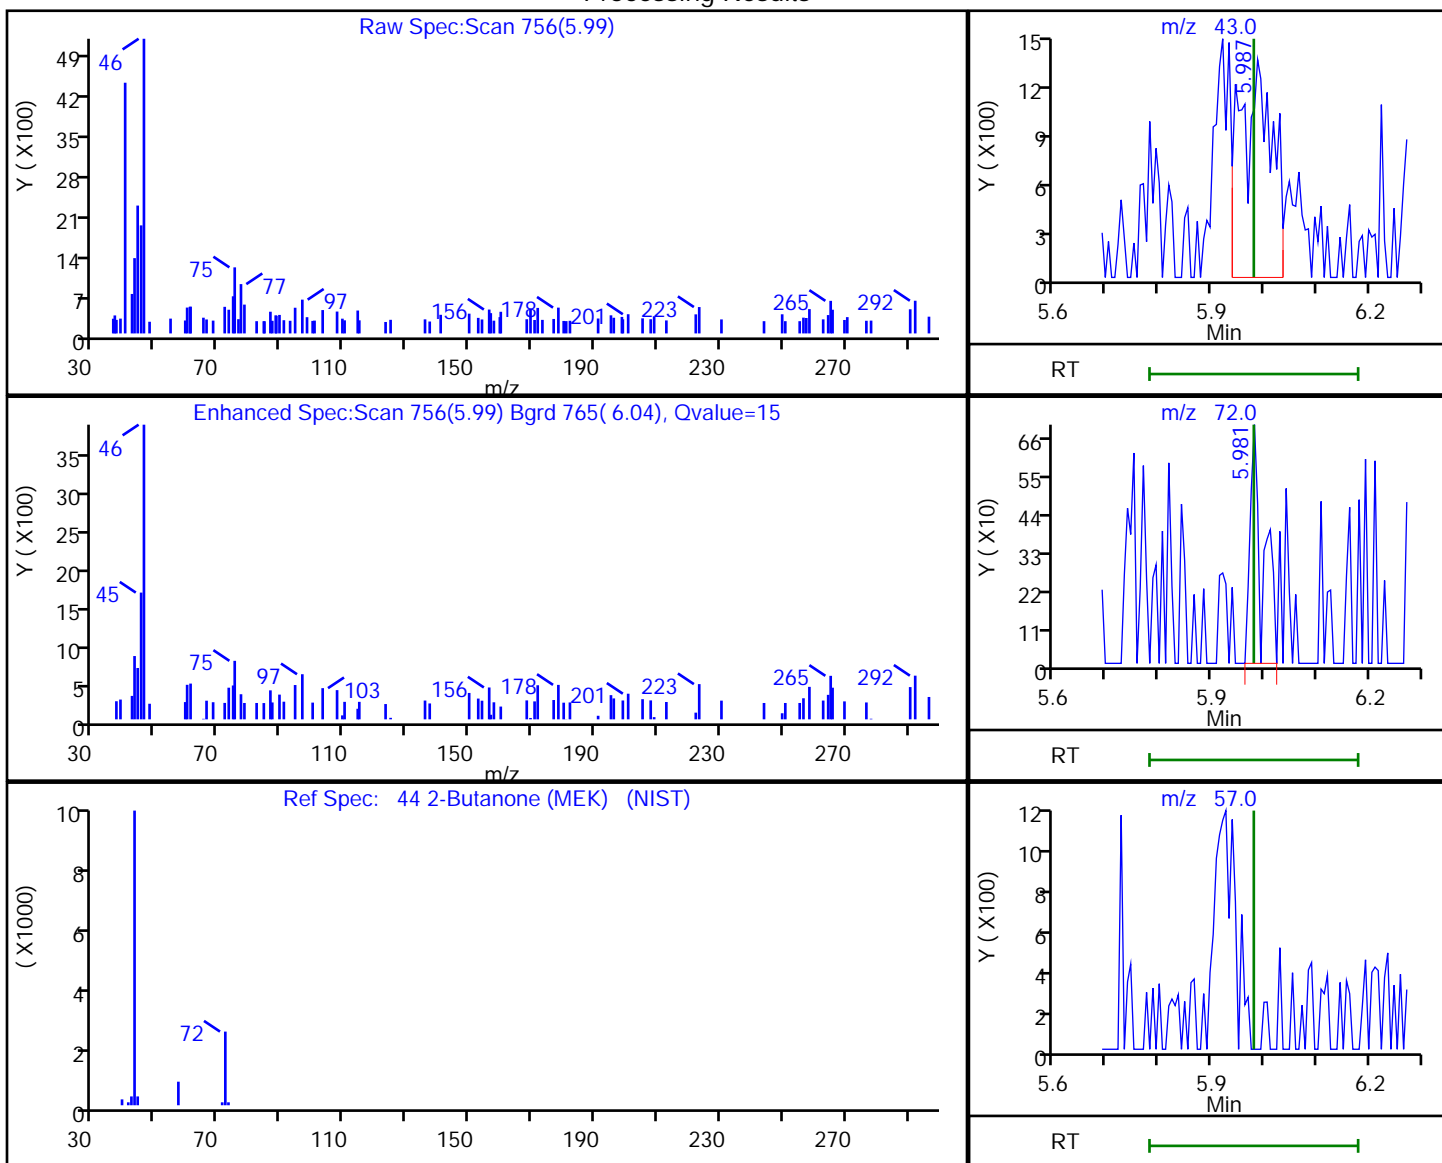 Processing Results
Raw Spec:Scan 756(5.99)
Y ( X100)
49
42
35
28
21
14
7
0
46
75
77
97
156
178
201
223
265
292
30 70 110 150 190 230 270
m/z
m/z 43.0
Y ( X100)
15
12
9
6
3
0
5.987
5.6 5.9 6.2
Min
RT
Enhanced Spec:Scan 756(5.99) Bgrd 765( 6.04), Qvalue=15
Y ( X100)
35
30
25
20
15
10
5
0
46
45
75
97
103
156
178
201
223
265
292
30 70 110 150 190 230 270
m/z
m/z 72.0
Y ( X10)
66
55
44
33
22
11
0
5.981
5.6 5.9 6.2
Min
RT
Ref Spec: 44 2-Butanone (MEK) (NIST)
( X1000)
10
8
6
4
2
0
72
30 70 110 150 190 230 270
m/z 57.0
Y ( X100)
12
10
8
6
4
2
0
5.6 5.9 6.2
Min
RT